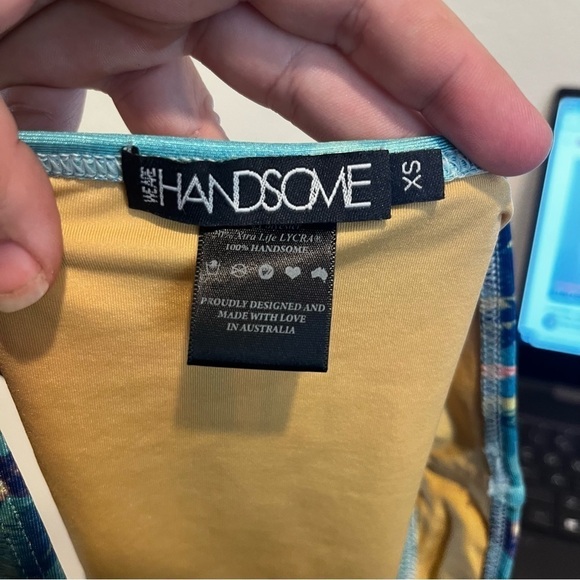 WE ARE
HANDSOME
XS
% Xtra Life LYCRA®
100% HANDSOME
PROUDLY DESIGNED AND
MADE WITH LOVE
IN AUSTRALIA